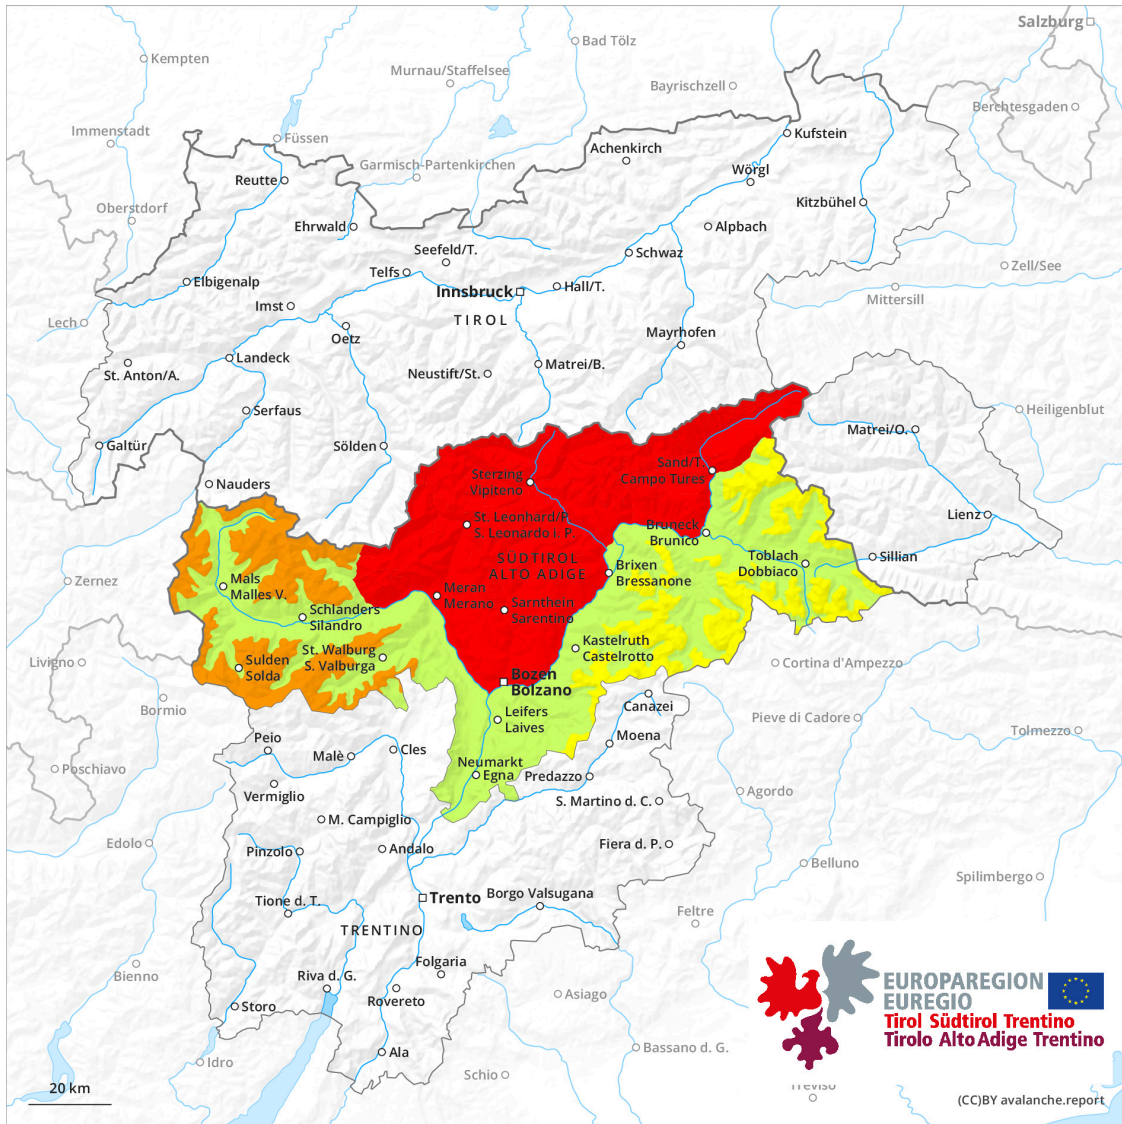 Salzburg
Bad Tölz
Kempten
Murnau/Staffelsee
Bayrischzell
Berchtesgaden
Immenstadt
Füssen
Kufstein
Achenkirch
Garmisch-Partenkirchen
Wörgl
Reutte
Kitzbühel
Oberstdorf
Ehrwald
Alpbach
Seefeld/T.
Schwaz
Zell/See
Telfs
Elbigenalp
Innsbruck
Hall/T.
Mittersill
Imst
TIROL
Lech
Oetz
Mayrhofen
Landeck
Matrei/B.
St. Anton/A.
Neustift/St.
Serfaus
Heiligenblut
Matrei/O.
Galtür
Sölden
Sterzing
Vipiteno
Sand/T.
Campo Tures
Nauders
St. Leonhard/P.
S. Leonardo i. P.
Lienz
Bruneck
Brunico
SÜDTIROL
ALTO ADIGE
Toblach
Dobbiaco
Sillian
Brixen
Bressanone
Zernez
Mals
Malles V.
Meran
Merano
Sarnthein
Sarentino
Schlanders
Silandro
Kastelruth
Castelrotto
St. Walburg
S. Valburga
Livigno
Sulden
Solda
Cortina d'Ampezzo
Bozen
Bolzano
Bormio
Canazei
Leifers
Laives
Pieve di Cadore
Tolmezzo
Peio
Moena
Malè
Cles
Neumarkt
Egna
Predazzo
Poschiavo
Vermiglio
Agordo
S. Martino d. C.
M. Campiglio
Edolo
Pinzolo
Andalo
Fiera d. P.
Belluno
Spilimbergo
Tione d. T.
Trento
Borgo Valsugana
Feltre
TRENTINO
Folgaria
Bienno
Riva d. G.
Rovereto
Asiago
Storo
EUROPAREGION
EUREGIO
Tirol Südtirol Trentino
Tirolo Alto Adige Trentino
Ala
Bassano d. G.
Idro
Schio
Treviso
20 km
(CC)BY avalanche.report